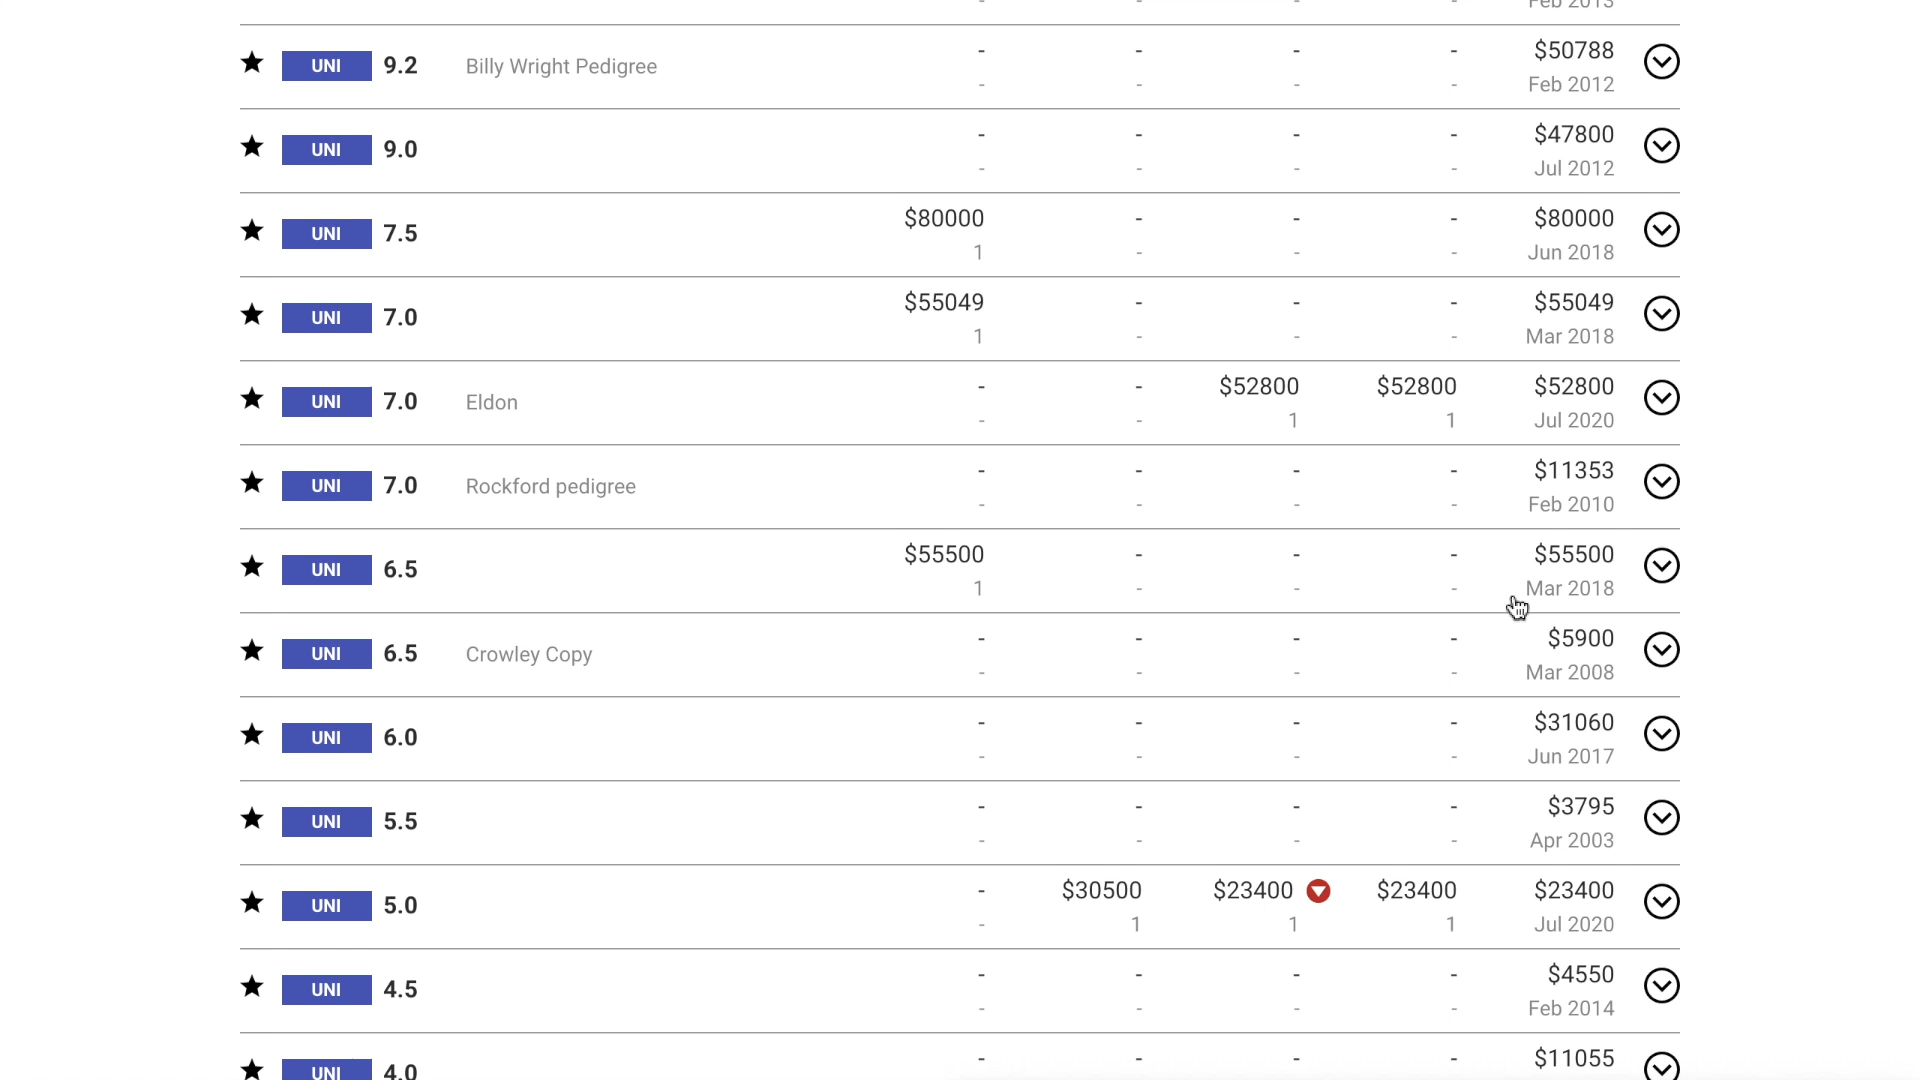 Feb 2013
UNI 9.2 Billy Wright Pedigree - - - - $50788
- - - - Feb 2012
UNI 9.0 - - - - $47800
- - - - Jul 2012
UNI 7.5 $80000 - - - $80000
1 - - - Jun 2018
UNI 7.0 $55049 - - - $55049
1 - - - Mar 2018
UNI 7.0 Eldon - - $52800 $52800 $52800
- - 1 1 Jul 2020
UNI 7.0 Rockford pedigree - - - - $11353
- - - - Feb 2010
UNI 6.5 $55500 - - - $55500
1 - - - Mar 2018
UNI 6.5 Crowley Copy - - - - $5900
- - - - Mar 2008
UNI 6.0 - - - - $31060
- - - - Jun 2017
UNI 5.5 - - - - $3795
- - - - Apr 2003
UNI 5.0 - $30500 $23400 $23400 $23400
- 1 1 1 Jul 2020
UNI 4.5 - - - - $4550
- - - - Feb 2014
UNI 4.0 - - - - $11055